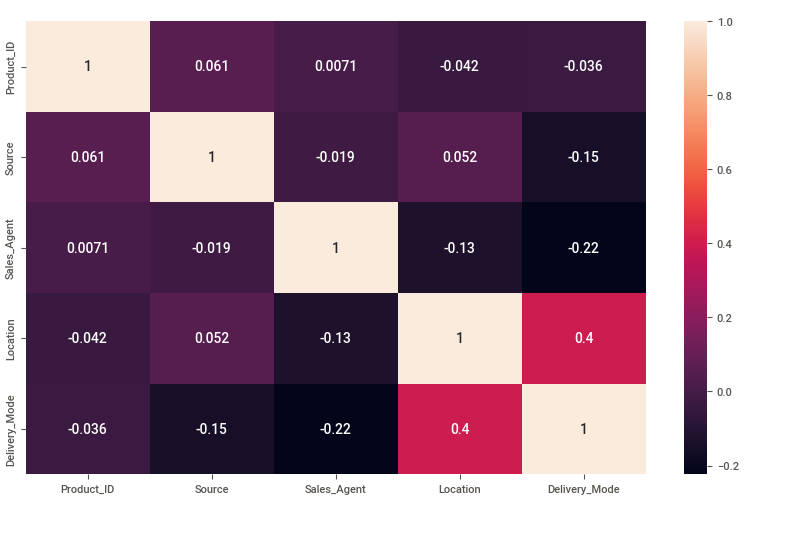 Product_ID 1 0.061 0.0071 -0.042 -0.036
Source 0.061 1 -0.019 0.052 -0.15
Sales_Agent 0.0071 -0.019 1 -0.13 -0.22
Location -0.042 0.052 -0.13 1 0.4
Delivery_Mode -0.036 -0.15 -0.22 0.4 1
Product_ID Source Sales_Agent Location Delivery_Mode
1.0
0.8
0.6
0.4
0.2
0.0
-0.2